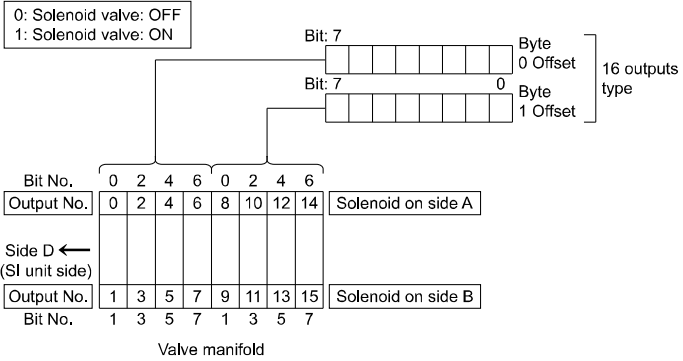 0: Solenoid valve: OFF
1: Solenoid valve: ON
Bit: 7
Byte
0 Offset
Bit: 7 0
Byte
1 Offset
16 outputs
type
Bit No. 0 2 4 6 0 2 4 6
Output No. 0 2 4 6 8 10 12 14 Solenoid on side A
Side D
(SI unit side)
Output No. 1 3 5 7 9 11 13 15 Solenoid on side B
Bit No. 1 3 5 7 1 3 5 7
Valve manifold